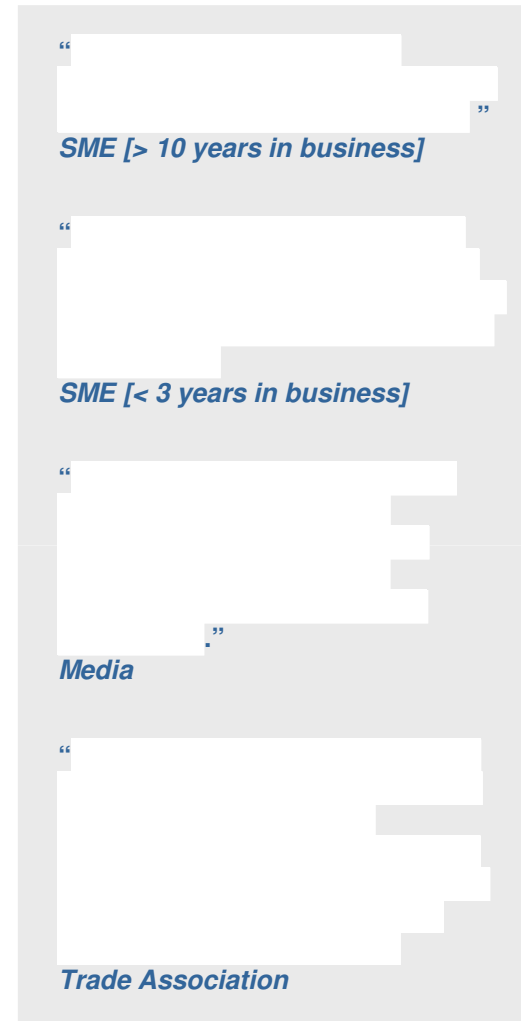 “
”
SME [> 10 years in business]
“
SME [< 3 years in business]
“
.”
Media
“
Trade Association